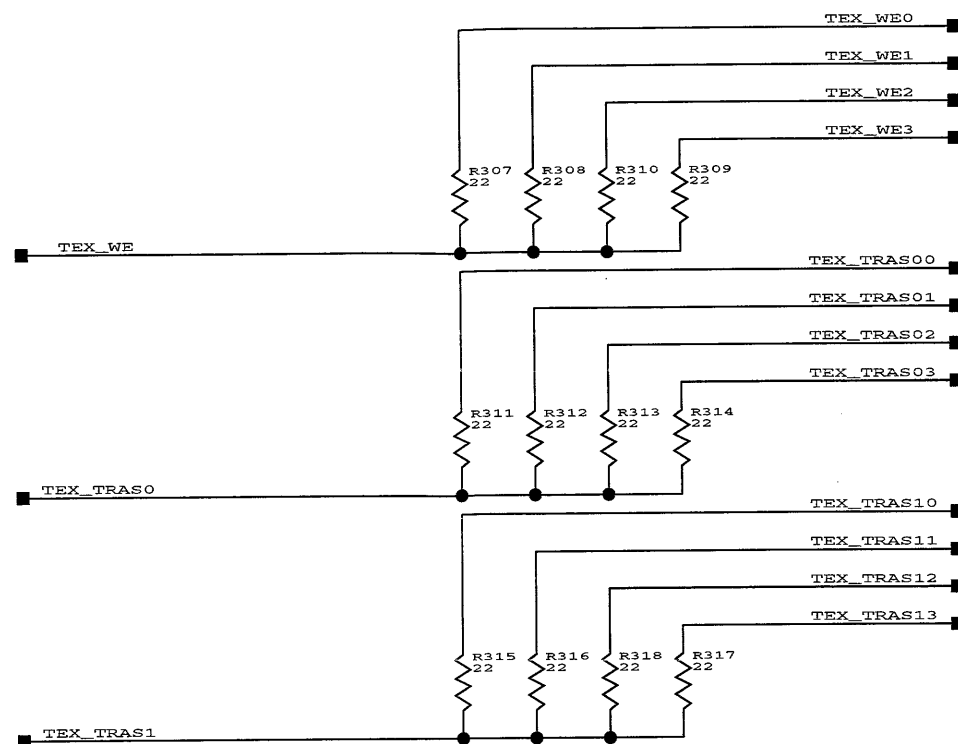 TEX_WE0
TEX_WE1
TEX_WE2
TEX_WE3
R307 R308 R310 R309
22 22 22 22
TEX_WE
TEX_TRAS00
TEX_TRAS01
TEX_TRAS02
TEX_TRAS03
R311 R312 R313 R314
22 22 22 22
TEX_TRAS0
TEX_TRAS10
TEX_TRAS11
TEX_TRAS12
TEX_TRAS13
R315 R316 R318 R317
22 22 22 22
TEX_TRAS1